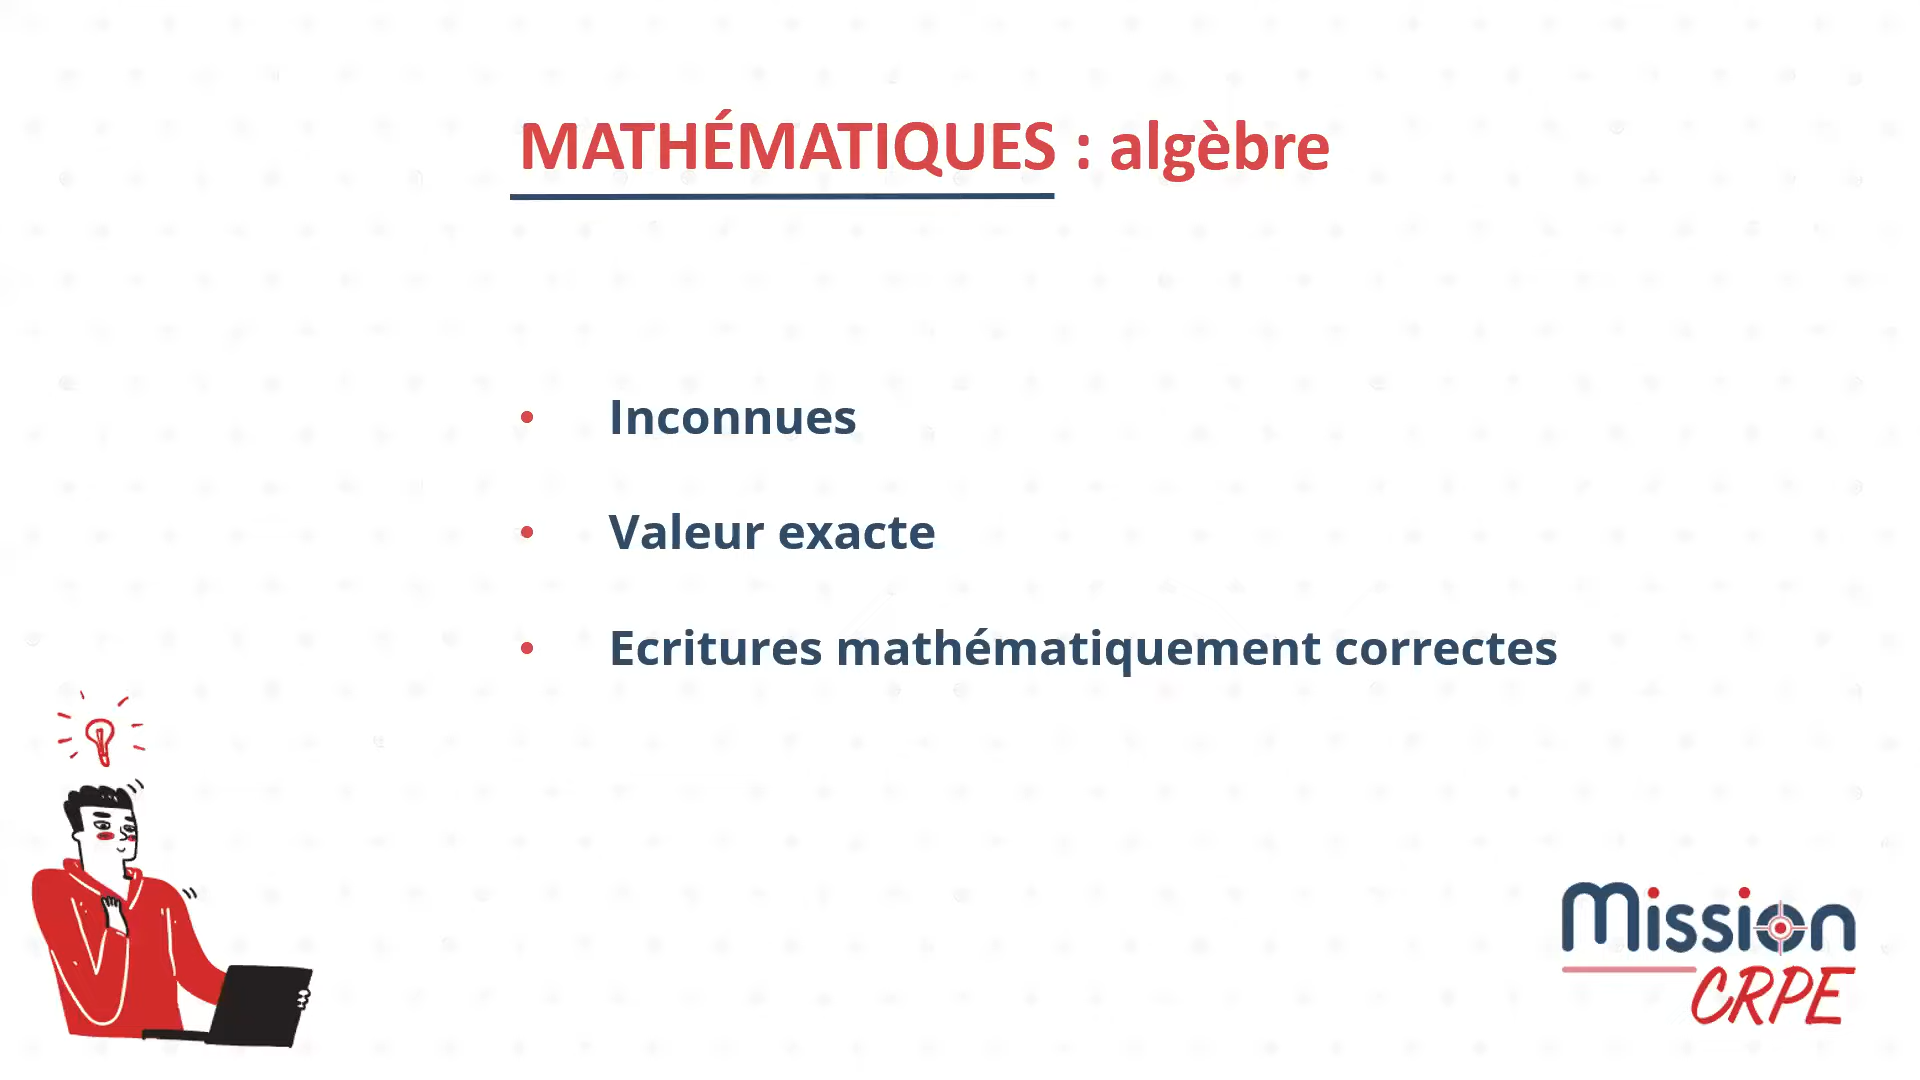 MATHÉMATIQUES : algèbre
• Inconnues
• Valeur exacte
• Ecritures mathématiquement correctes
Mission
CRPE